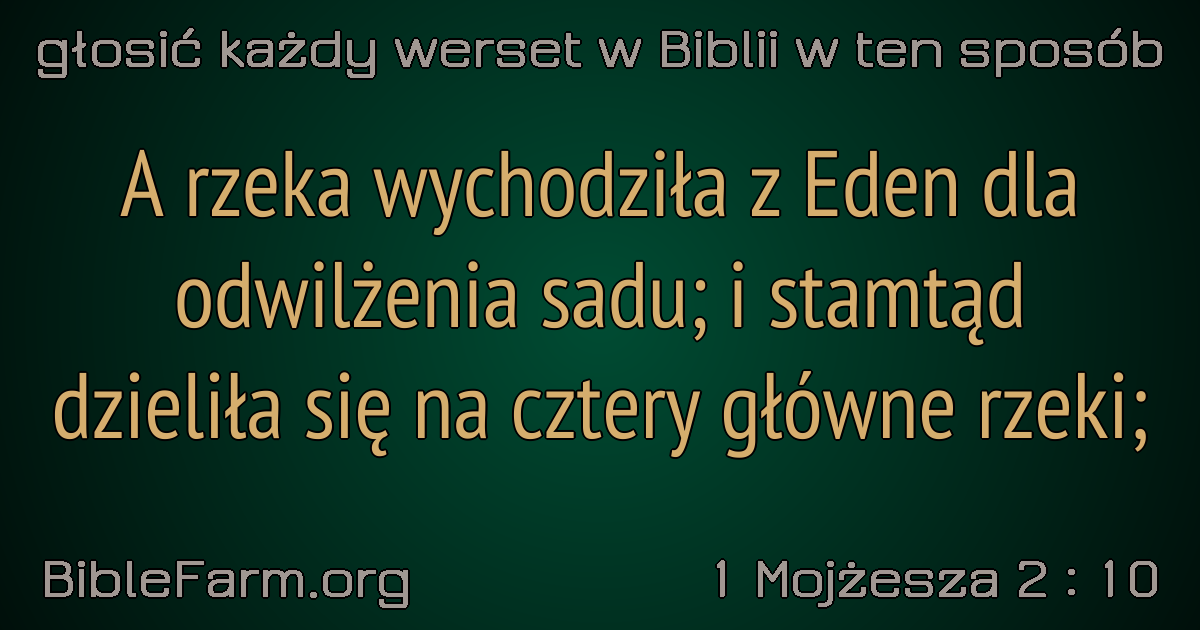 głosić każdy werset w Biblii w ten sposób
A rzeka wychodziła z Eden dla
odwilżenia sadu; i stamtąd
dzieliła się na cztery główne rzeki;
BibleFarm.org
1 Mojżesza 2 : 10